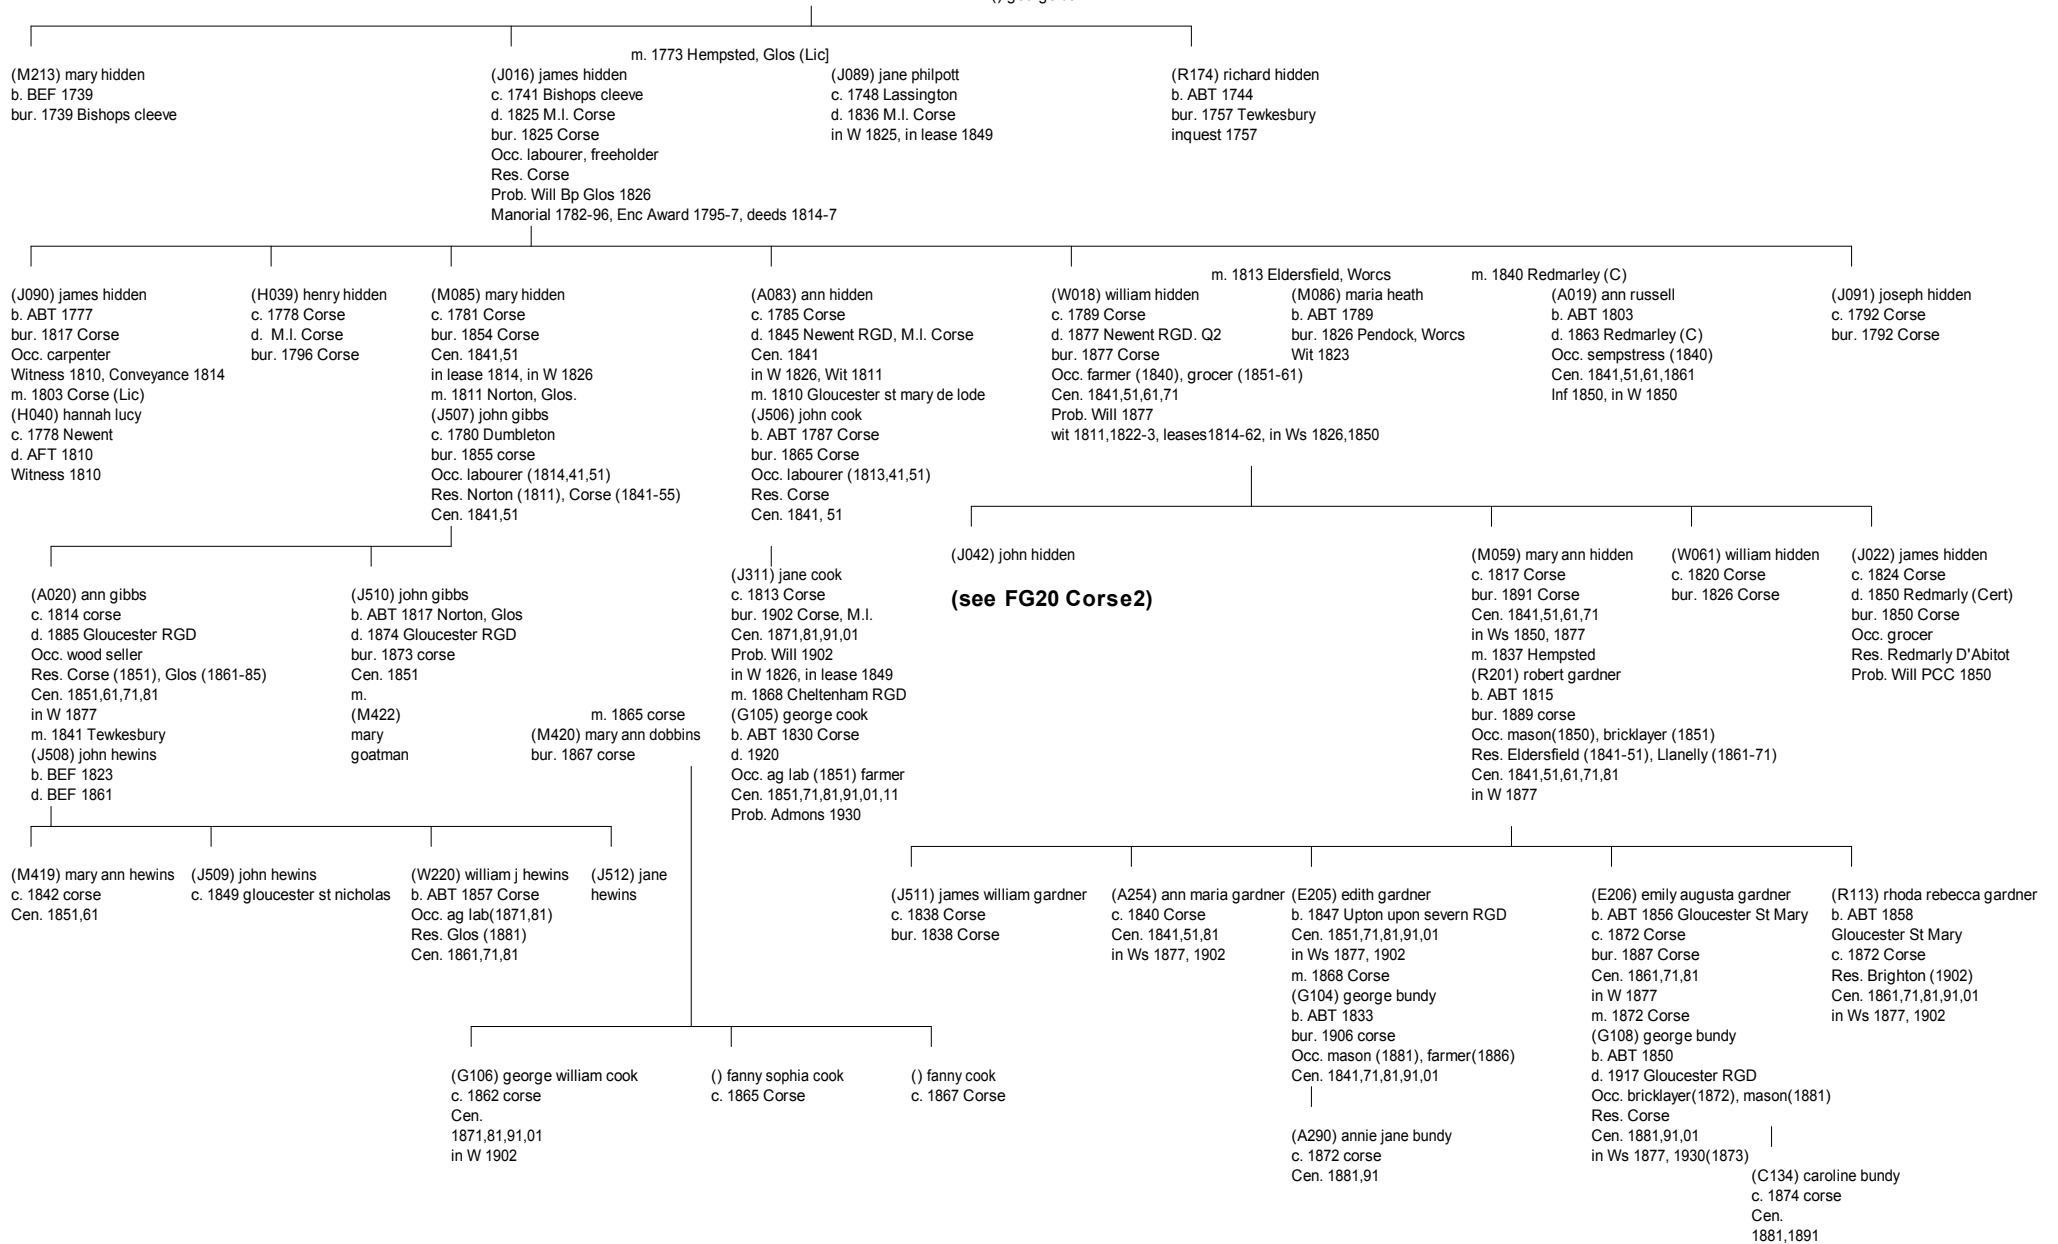 m. 1773 Hempsted, Glos (Lic]
(M213) mary hidden
b. BEF 1739
bur. 1739 Bishops cleeve
(J016) james hidden
c. 1741 Bishops cleeve
d. 1825 M.I. Corse
bur. 1825 Corse
Occ. labourer, freeholder
Res. Corse
Prob. Will Bp Glos 1826
Manorial 1782-96, Enc Award 1795-7, deeds 1814-7
(J089) jane philpott
c. 1748 Lassington
d. 1836 M.I. Corse
in W 1825, in lease 1849
(R174) richard hidden
b. ABT 1744
bur. 1757 Tewkesbury
inquest 1757
(J090) james hidden
b. ABT 1777
bur. 1817 Corse
Occ. carpenter
Witness 1810, Conveyance 1814
m. 1803 Corse (Lic)
(H040) hannah lucy
c. 1778 Newent
d. AFT 1810
Witness 1810
(H039) henry hidden
c. 1778 Corse
d. M.I. Corse
bur. 1796 Corse
(M085) mary hidden
c. 1781 Corse
bur. 1854 Corse
Cen. 1841,51
in lease 1814, in W 1826
m. 1811 Norton, Glos.
(J507) john gibbs
c. 1780 Dumbleton
bur. 1855 corse
Occ. labourer (1814,41,51)
Res. Norton (1811), Corse (1841-55)
Cen. 1841,51
(A083) ann hidden
c. 1785 Corse
d. 1845 Newent RGD, M.I. Corse
Cen. 1841
in W 1826, Wit 1811
m. 1810 Gloucester st mary de lode
(J506) john cook
b. ABT 1787 Corse
bur. 1865 Corse
Occ. labourer (1813,41,51)
Res. Corse
Cen. 1841, 51
m. 1813 Eldersfield, Worcs
m. 1840 Redmarley (C)
(W018) william hidden
c. 1789 Corse
d. 1877 Newent RGD. Q2
bur. 1877 Corse
Occ. farmer (1840), grocer (1851-61)
Cen. 1841,51,61,71
Prob. Will 1877
wit 1811,1822-3, leases1814-62, in Ws 1826,1850
(M086) maria heath
b. ABT 1789
bur. 1826 Pendock, Worcs
Wit 1823
(A019) ann russell
b. ABT 1803
d. 1863 Redmarley (C)
Occ. sempstress (1840)
Cen. 1841,51,61,1861
Inf 1850, in W 1850
(J091) joseph hidden
c. 1792 Corse
bur. 1792 Corse
(A020) ann gibbs
c. 1814 corse
d. 1885 Gloucester RGD
Occ. wood seller
Res. Corse (1851), Glos (1861-85)
Cen. 1851,61,71,81
in W 1877
m. 1841 Tewkesbury
(J508) john hewins
b. BEF 1823
d. BEF 1861
(J510) john gibbs
b. ABT 1817 Norton, Glos
d. 1874 Gloucester RGD
bur. 1873 corse
Cen. 1851
m.
(M422)
mary
goatman
m. 1865 corse
(M420) mary ann dobbins
bur. 1867 corse
(J311) jane cook
c. 1813 Corse
bur. 1902 Corse, M.I.
Cen. 1871,81,91,01
Prob. Will 1902
in W 1826, in lease 1849
m. 1868 Cheltenham RGD
(G105) george cook
b. ABT 1830 Corse
d. 1920
Occ. ag lab (1851) farmer
Cen. 1851,71,81,91,01,11
Prob. Admons 1930
(J042) john hidden
(see FG20 Corse2)
(M059) mary ann hidden
c. 1817 Corse
bur. 1891 Corse
Cen. 1841,51,61,71
in Ws 1850, 1877
m. 1837 Hempsted
(R201) robert gardner
b. ABT 1815
bur. 1889 corse
Occ. mason(1850), bricklayer (1851)
Res. Eldersfield (1841-51), Llanelly (1861-71)
Cen. 1841,51,61,71,81
in W 1877
(W061) william hidden
c. 1820 Corse
bur. 1826 Corse
(J022) james hidden
c. 1824 Corse
d. 1850 Redmarly (Cert)
bur. 1850 Corse
Occ. grocer
Res. Redmarly D'Abitot
Prob. Will PCC 1850
(M419) mary ann hewins
c. 1842 corse
Cen. 1851,61
(J509) john hewins
c. 1849 gloucester st nicholas
(W220) william j hewins
b. ABT 1857 Corse
Occ. ag lab(1871,81)
Res. Glos (1881)
Cen. 1861,71,81
(J512) jane
hewins
(J511) james william gardner
c. 1838 Corse
bur. 1838 Corse
(A254) ann maria gardner
c. 1840 Corse
Cen. 1841,51,81
in Ws 1877, 1902
(E205) edith gardner
b. 1847 Upton upon severn RGD
Cen. 1851,71,81,91,01
in Ws 1877, 1902
m. 1868 Corse
(G104) george bundy
b. ABT 1833
bur. 1906 corse
Occ. mason (1881), farmer(1886)
Cen. 1841,71,81,91,01
(E206) emily augusta gardner
b. ABT 1856 Gloucester St Mary
c. 1872 Corse
bur. 1887 Corse
Cen. 1861,71,81
in W 1877
m. 1872 Corse
(G108) george bundy
b. ABT 1850
d. 1917 Gloucester RGD
Occ. bricklayer(1872), mason(1881)
Res. Corse
Cen. 1881,91,01
in Ws 1877, 1930(1873)
(R113) rhoda rebecca gardner
b. ABT 1858
Gloucester St Mary
c. 1872 Corse
Res. Brighton (1902)
Cen. 1861,71,81,91,01
in Ws 1877, 1902
(G106) george william cook
c. 1862 corse
Cen.
1871,81,91,01
in W 1902
() fanny sophia cook
c. 1865 Corse
() fanny cook
c. 1867 Corse
(A290) annie jane bundy
c. 1872 corse
Cen. 1881,91
(C134) caroline bundy
c. 1874 corse
Cen.
1881,1891